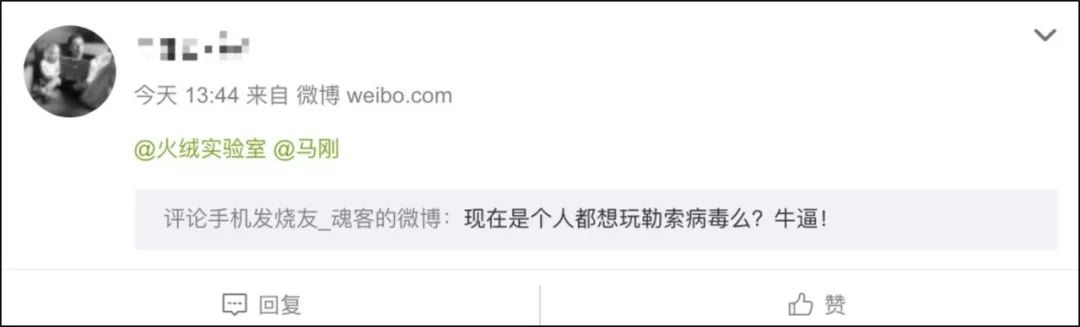 今天 13:44 来自 微博 weibo.com
@火绒实验室 @马刚
评论手机发烧友_魂客的微博：现在是个人都想玩勒索病毒么？牛逼！
回复
赞